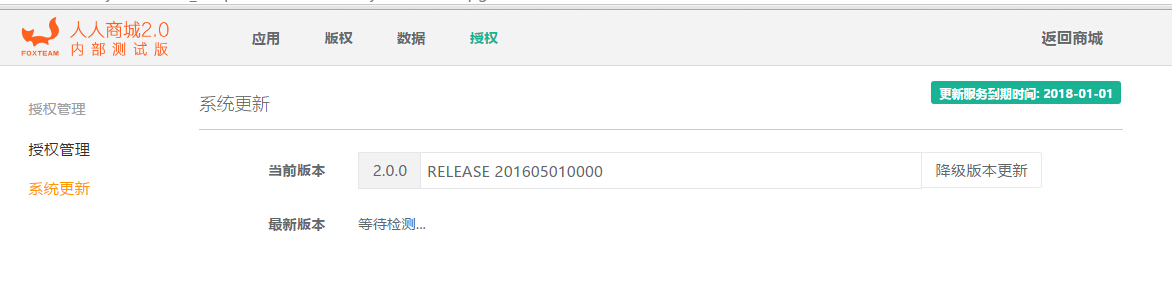 人人商城2.0
FOXTEAM
内部测试版
应用 版权 数据 授权 返回商城
授权管理
授权管理
系统更新
系统更新
更新服务到期时间: 2018-01-01
当前版本 2.0.0 RELEASE 201605010000 降级版本更新
最新版本 等待检测...